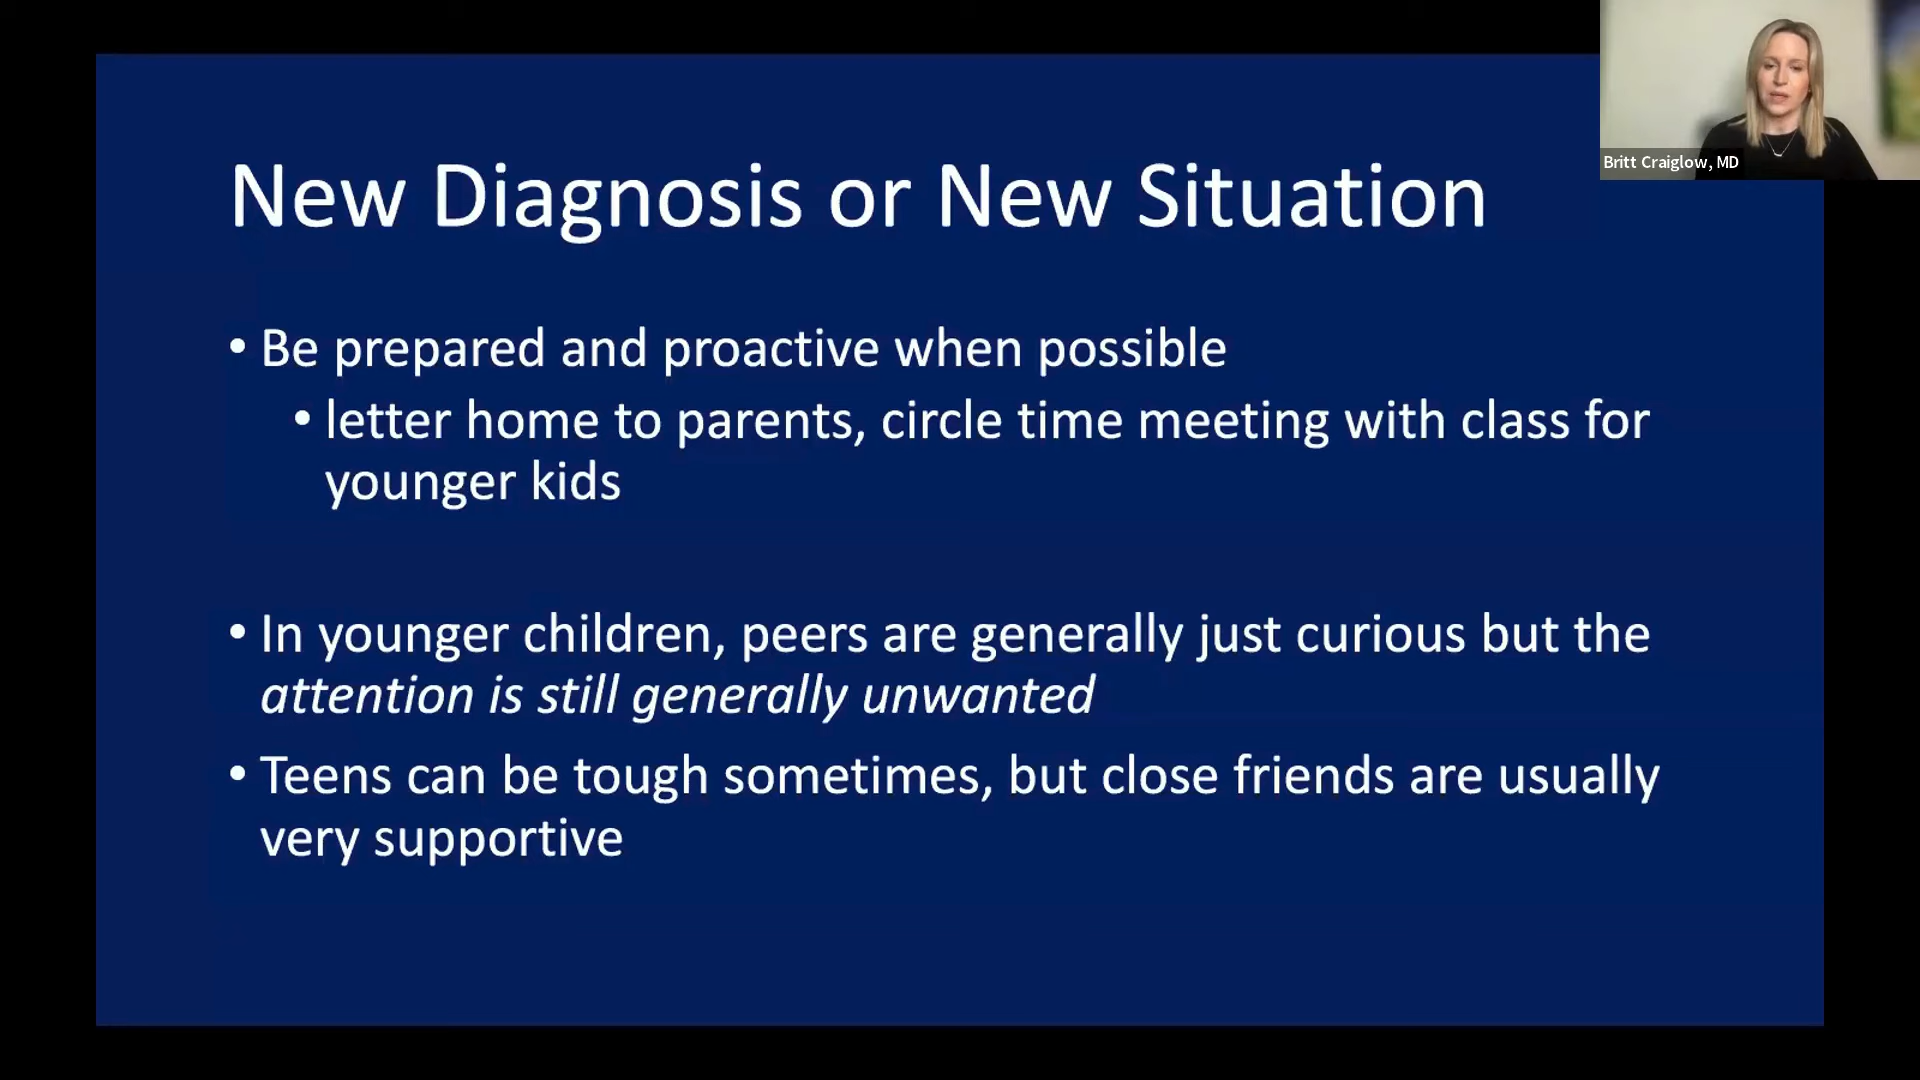 Britt Craiglow, MD
New Diagnosis or New Situation
• Be prepared and proactive when possible
• letter home to parents, circle time meeting with class for
younger kids
• In younger children, peers are generally just curious but the
attention is still generally unwanted
• Teens can be tough sometimes, but close friends are usually
very supportive